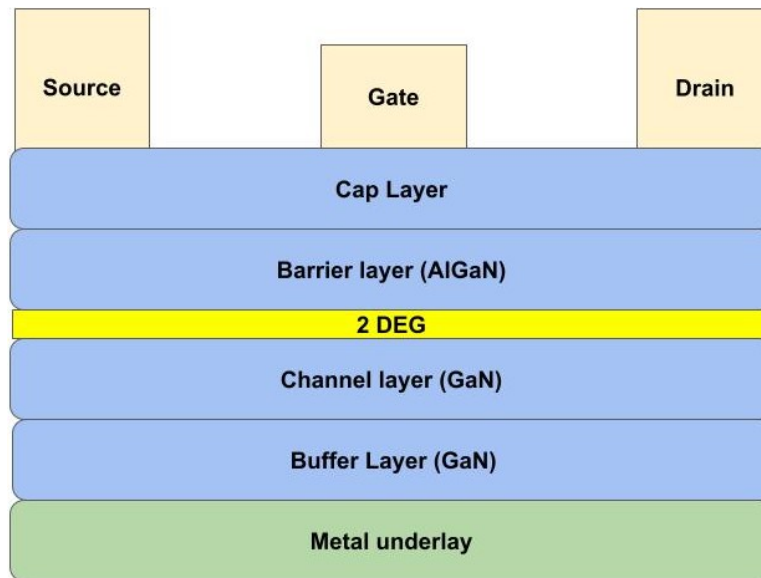 Source
Gate
Drain
Cap Layer
Barrier layer (AlGaN)
2 DEG
Channel layer (GaN)
Buffer Layer (GaN)
Metal underlay